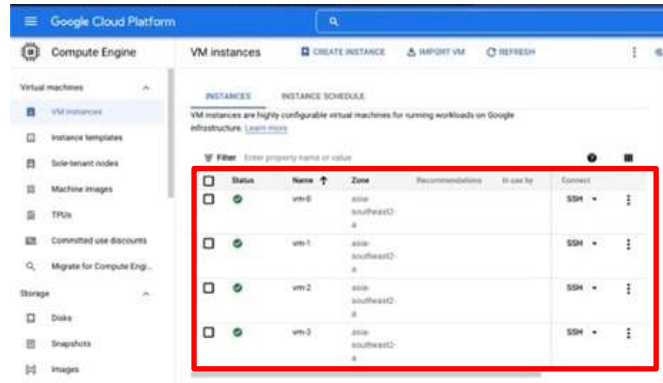 Google Cloud Platform
Compute Engine
VM instances
CREATE INSTANCE
IMPORT VM
REFRESH
Virtual machines
VM instances
Instance templates
Sole-tenant nodes
Machine images
TPUs
Committed use discounts
Migrate for Compute Engi...
Storage
Disks
Snapshots
Images
INSTANCES
INSTANCE SCHEDULE
VM instances are highly configurable virtual machines for running workloads on Google
infrastructure. Learn more
Filter Enter property name or value
Status Name Zone Recommendations In use by Connect
vm-0 asia- SSH
southeast2-
a
vm-1 asia- SSH
southeast2-
a
vm-2 asia- SSH
southeast2-
a
vm-3 asia- SSH
southeast2-
a